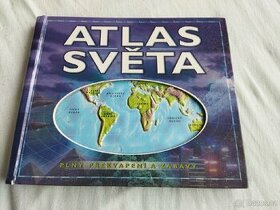 ATLAS
SVĚTA
PLNÝ PŘEKVAPENÍ A ZÁBAVY